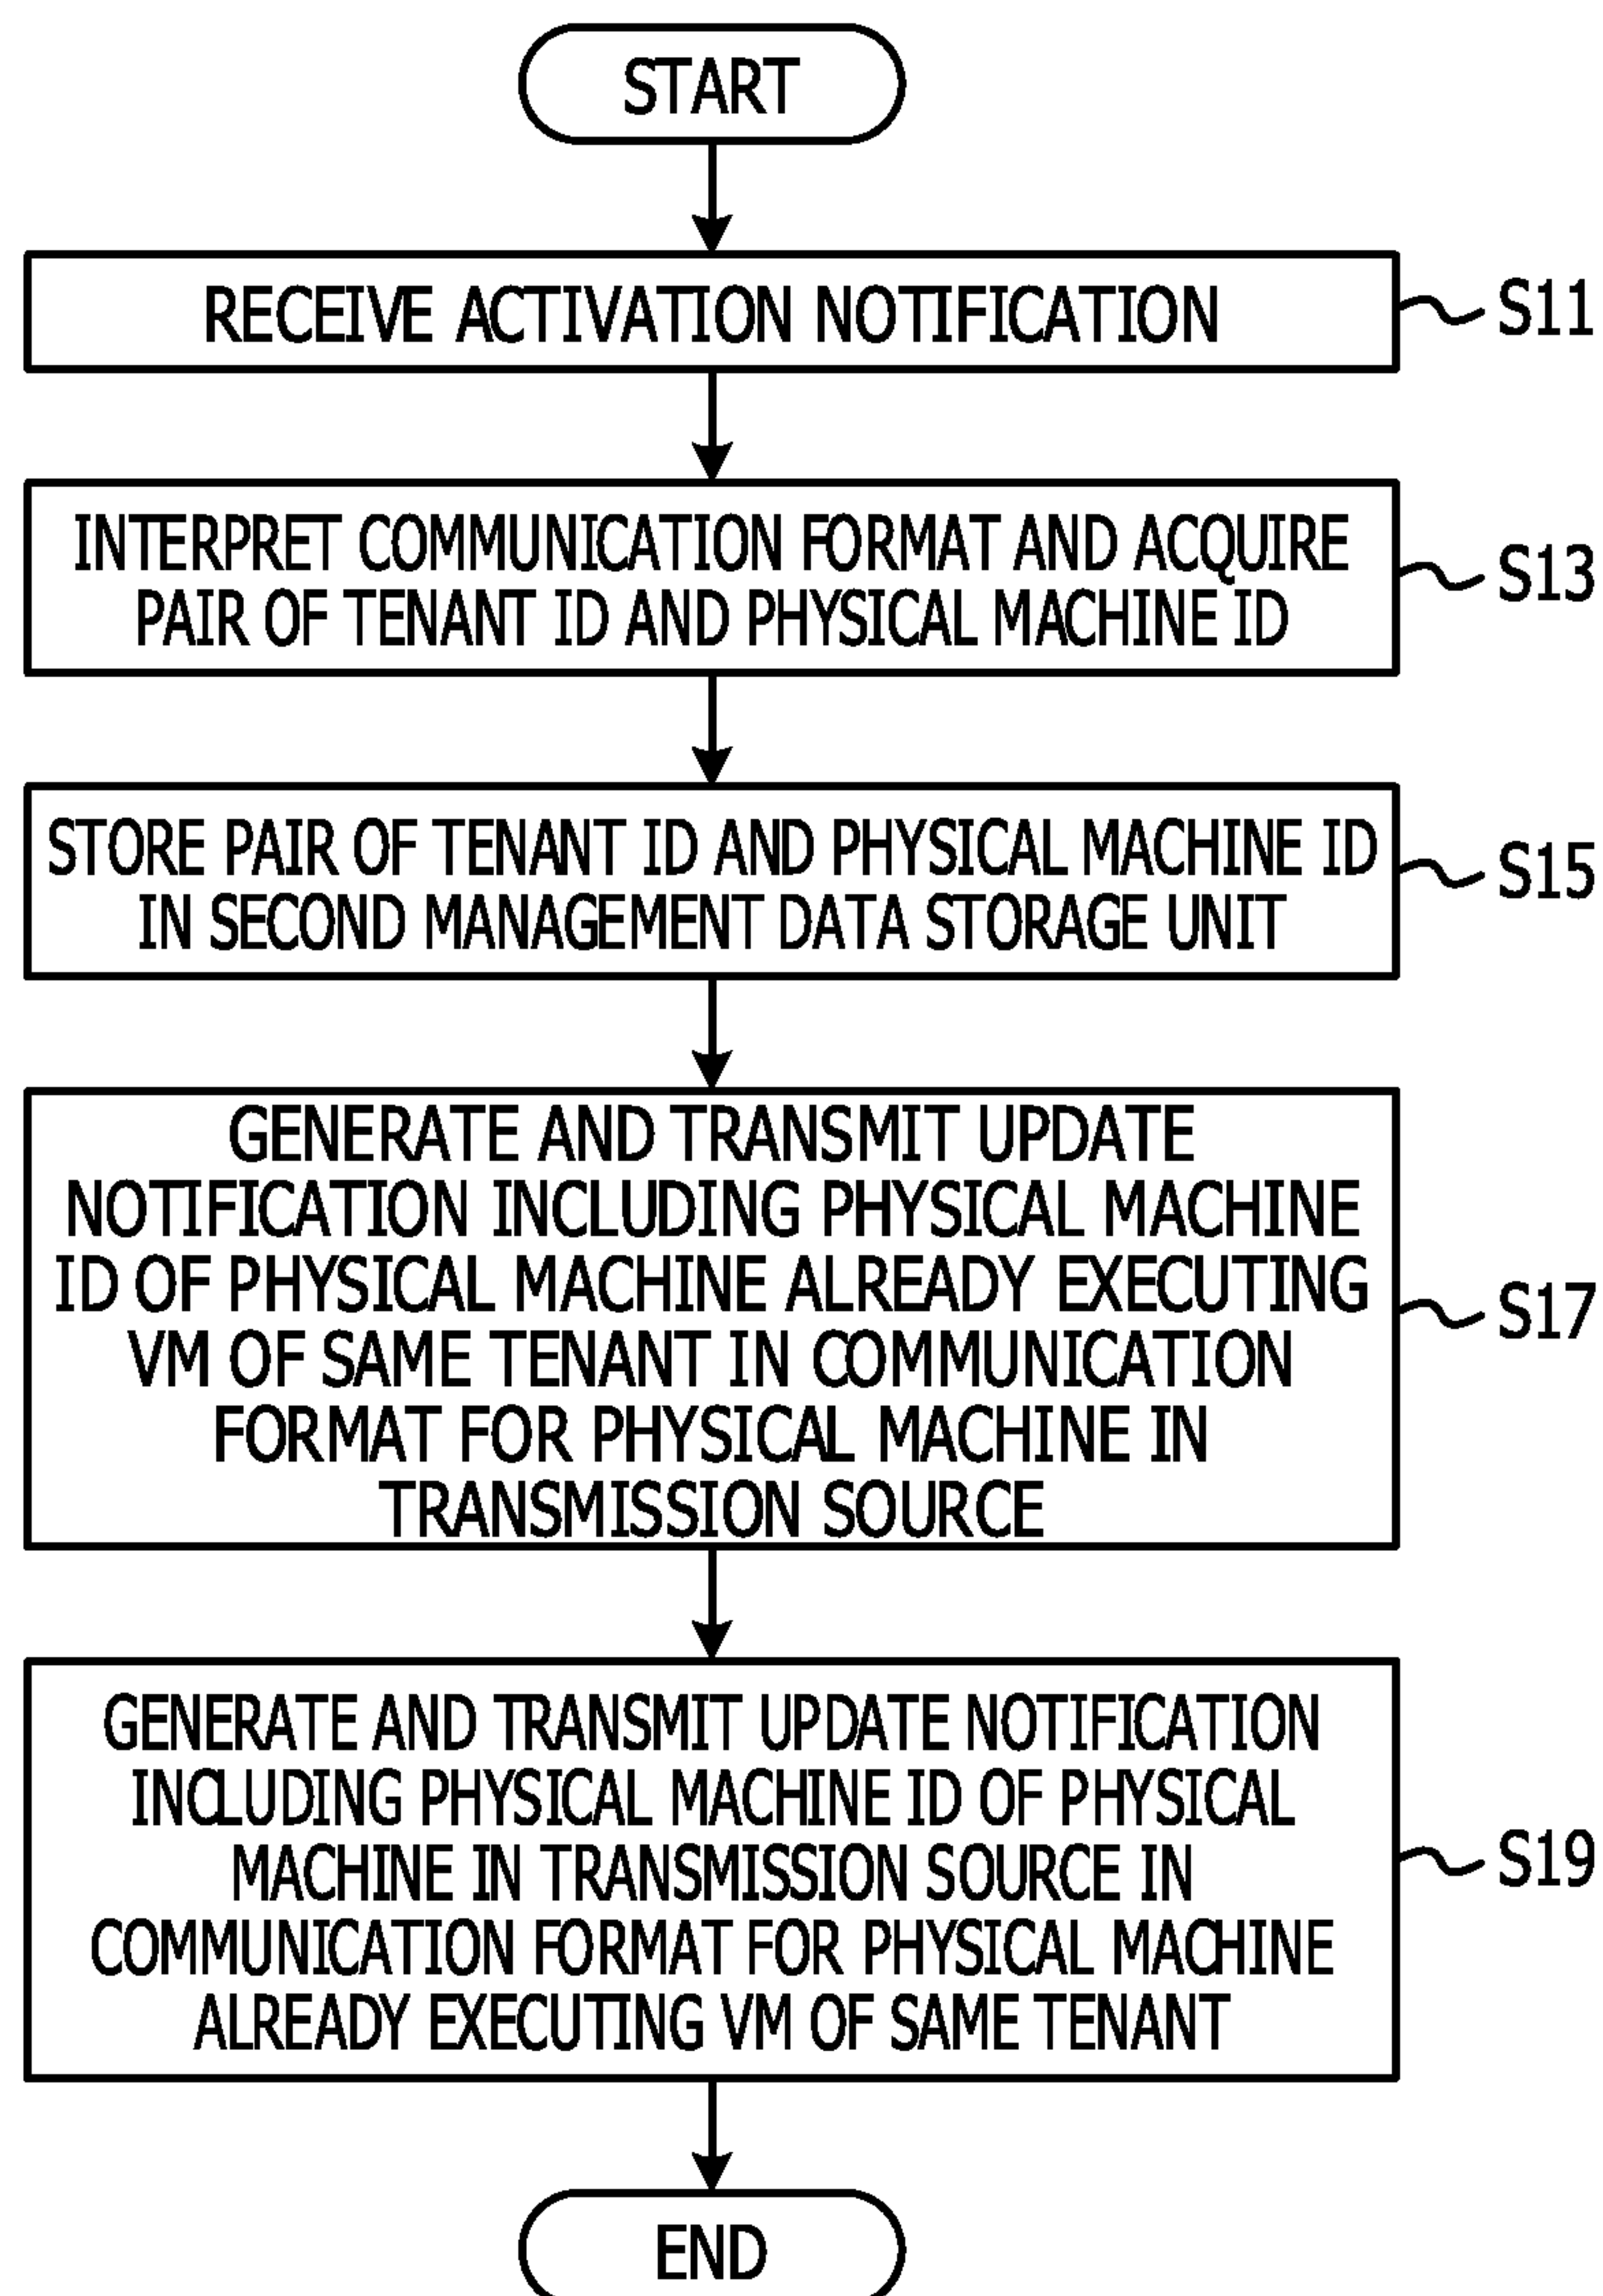 START
RECEIVE ACTIVATION NOTIFICATION
S11
INTERPRET COMMUNICATION FORMAT AND ACQUIRE
PAIR OF TENANT ID AND PHYSICAL MACHINE ID
S13
STORE PAIR OF TENANT ID AND PHYSICAL MACHINE ID
IN SECOND MANAGEMENT DATA STORAGE UNIT
S15
GENERATE AND TRANSMIT UPDATE
NOTIFICATION INCLUDING PHYSICAL MACHINE
ID OF PHYSICAL MACHINE ALREADY EXECUTING
VM OF SAME TENANT IN COMMUNICATION
FORMAT FOR PHYSICAL MACHINE IN
TRANSMISSION SOURCE
S17
GENERATE AND TRANSMIT UPDATE NOTIFICATION
INCLUDING PHYSICAL MACHINE ID OF PHYSICAL
MACHINE IN TRANSMISSION SOURCE IN
COMMUNICATION FORMAT FOR PHYSICAL MACHINE
ALREADY EXECUTING VM OF SAME TENANT
S19
END